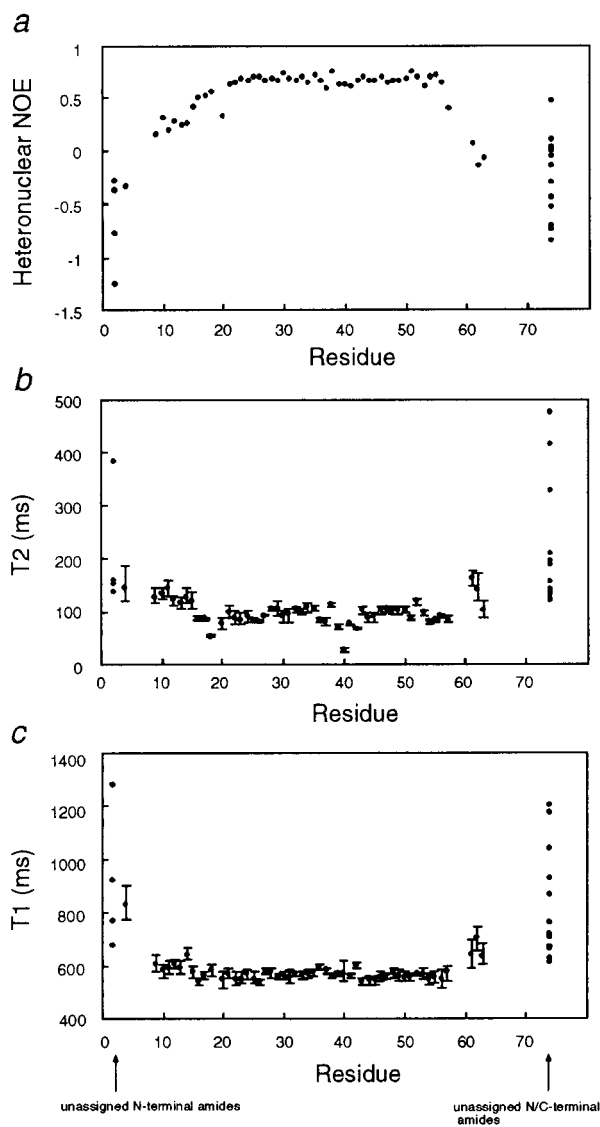 a
1
0.5
0
-0.5
-1
-1.5
Heteronuclear NOE
0 10 20 30 40 50 60 70
Residue
b
500
400
300
200
100
0
T2 (ms)
0 10 20 30 40 50 60 70
Residue
c
1400
1200
1000
800
600
400
T1 (ms)
0 10 20 30 40 50 60 70
Residue
unassigned N-terminal amides
unassigned N/C-terminal
amides